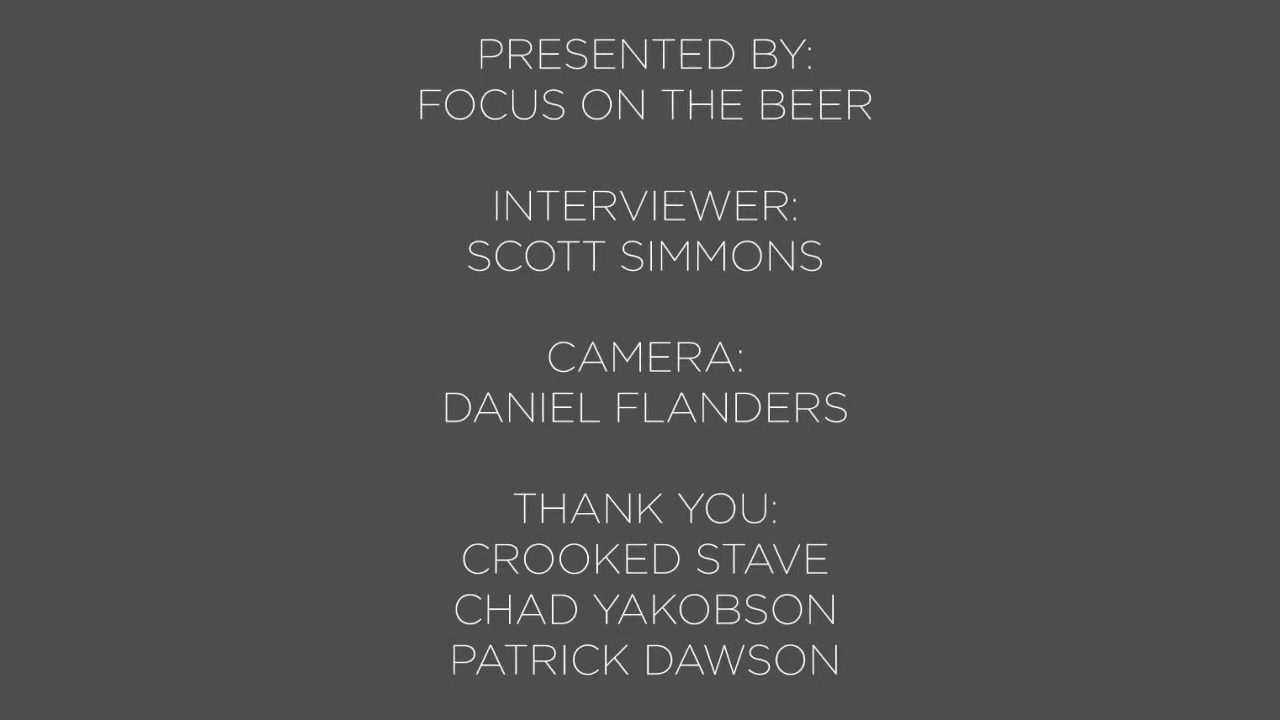 PRESENTED BY:
FOCUS ON THE BEER
INTERVIEWER:
SCOTT SIMMONS
CAMERA:
DANIEL FLANDERS
THANK YOU:
CROOKED STAVE
CHAD YAKOBSON
PATRICK DAWSON